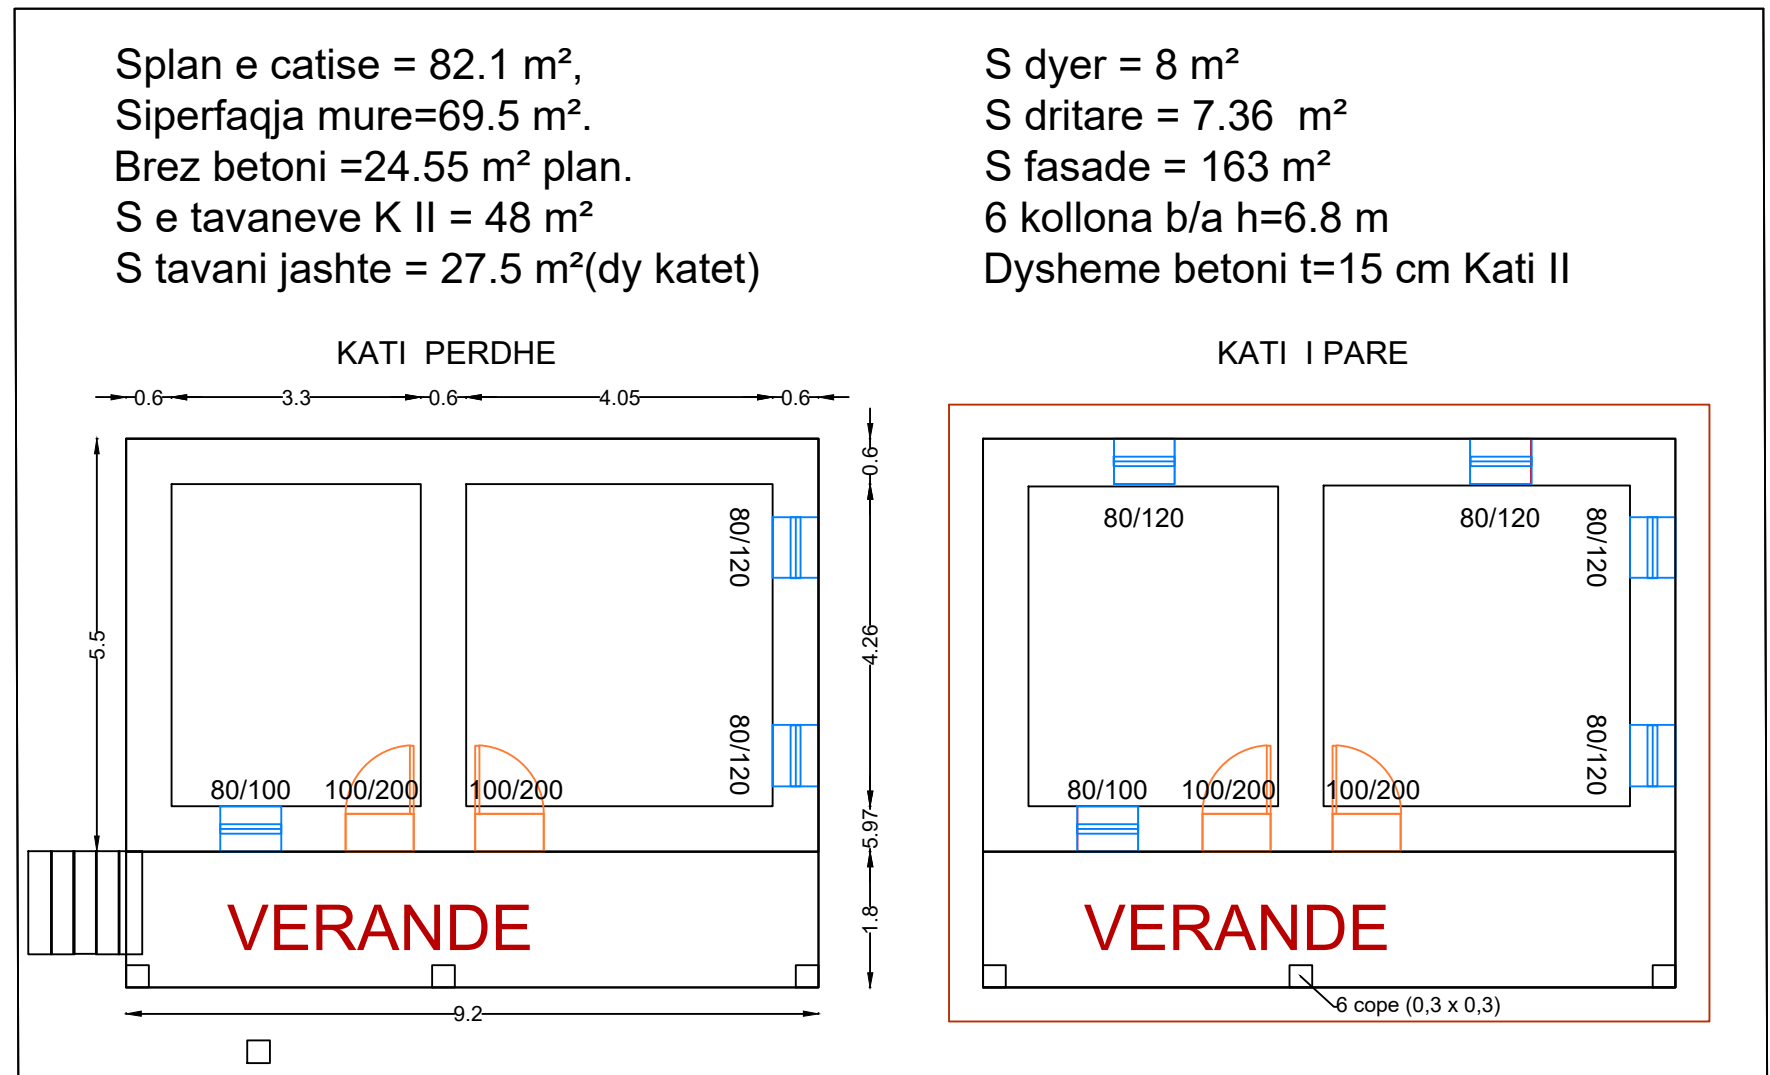 Splan e catise = 82.1 m²,
Siperfaqja mure=69.5 m².
Brez betoni =24.55 m² plan.
S e tavaneve K II = 48 m²
S tavani jashte = 27.5 m²(dy katet)
S dyer = 8 m²
S dritare = 7.36 m²
S fasade = 163 m²
6 kollona b/a h=6.8 m
Dysheme betoni t=15 cm Kati II
KATI PERDHE
0.6 3.3 0.6 4.05 0.6
0.6
5.5
4.26
5.97
1.8
80/120
80/120
80/100 100/200 100/200
VERANDE
9.2
KATI I PARE
80/120 80/120
80/120
80/120
80/100 100/200 100/200
VERANDE
6 cope (0,3 x 0,3)